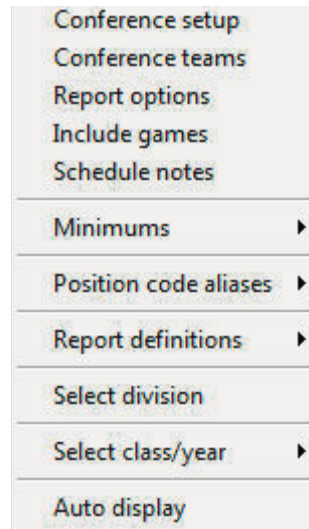 Conference setup
Conference teams
Report options
Include games
Schedule notes
Minimums
Position code aliases
Report definitions
Select division
Select class/year
Auto display